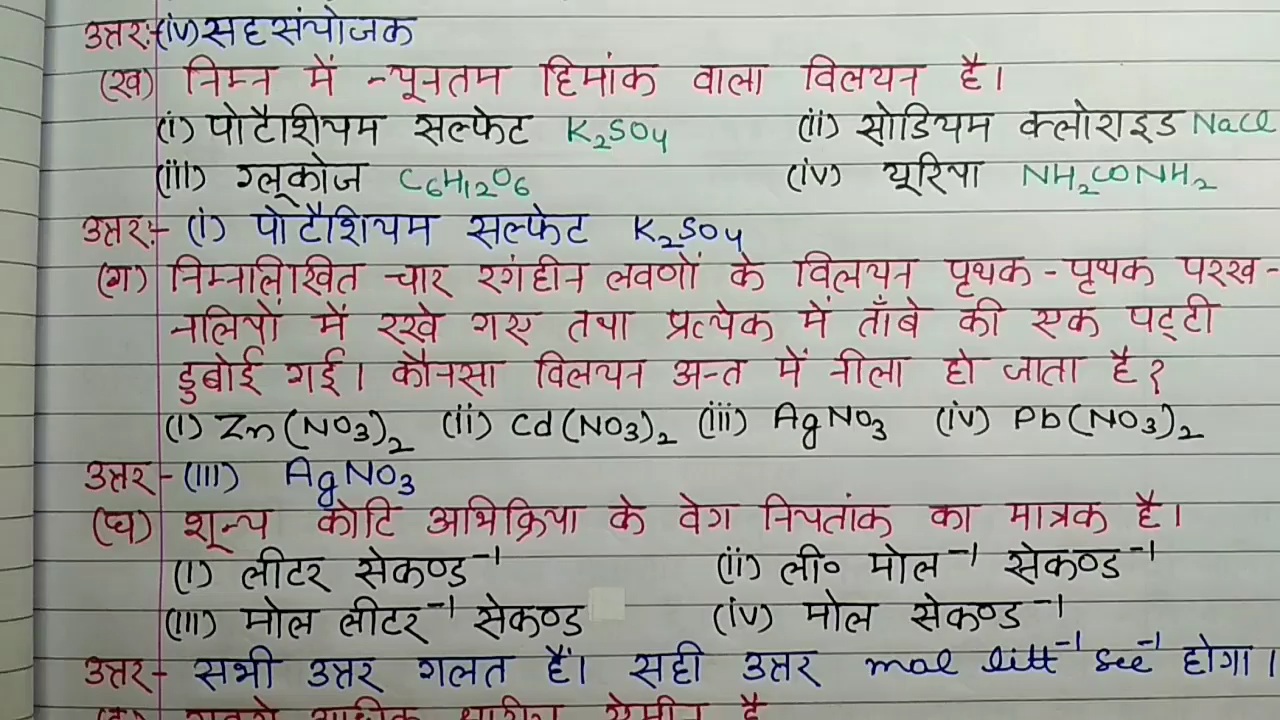 उत्तर:-(iv) सहसंयोजक
(ख) निम्न में न्यूनतम हिमांक वाला विलयन है।
(i) पोटैशियम सल्फेट K₂SO₄ (ii) सोडियम क्लोराइड NaCl
(iii) ग्लूकोज C₆H₁₂O₆ (iv) यूरिया NH₂CONH₂
उत्तर:- (i) पोटैशियम सल्फेट K₂SO₄
(ग) निम्नलिखित चार रंगहीन लवणों के विलयन पृथक-पृथक परख-
नलियों में रखे गए तथा प्रत्येक में ताँबे की एक पट्टी
डुबोई गई। कौनसा विलयन अन्त में नीला हो जाता है?
(i) Zn(NO₃)₂ (ii) Cd(NO₃)₂ (iii) AgNO₃ (iv) Pb(NO₃)₂
उत्तर- (iii) AgNO₃
(घ) शून्य कोटि अभिक्रिया के वेग नियतांक का मात्रक है।
(i) लीटर सेकण्ड⁻¹ (ii) ली० मोल⁻¹ सेकण्ड⁻¹
(iii) मोल लीटर⁻¹ सेकण्ड (iv) मोल सेकण्ड⁻¹
उत्तर- सभी उत्तर गलत हैं। सही उत्तर mol litt⁻¹ sec⁻¹ होगा।
है